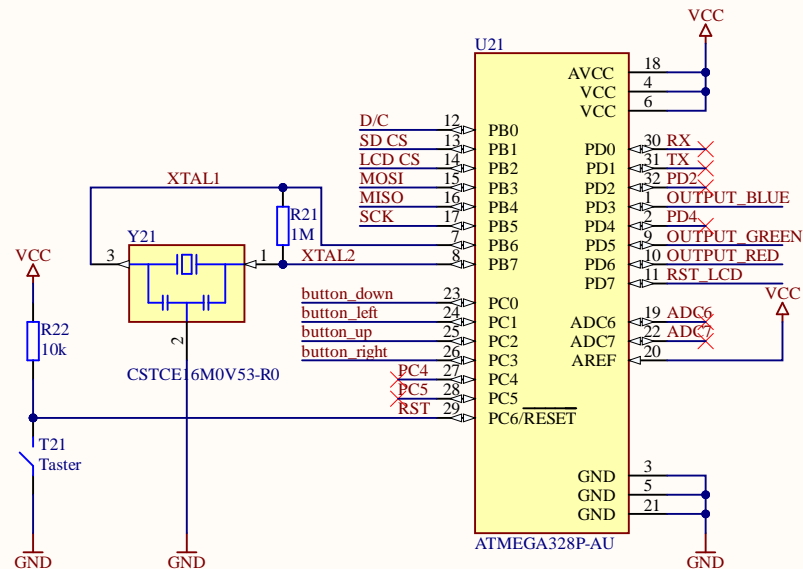 VCC
U21
AVCC 18
VCC 4
VCC 6
D/C 12 PB0
SD CS 13 PB1
LCD CS 14 PB2
MOSI 15 PB3
MISO 16 PB4
SCK 17 PB5
7 PB6
8 PB7
PD0 30 RX
PD1 31 TX
PD2 32 PD2
PD3 1 OUTPUT_BLUE
PD4 2 PD4
PD5 9 OUTPUT_GREEN
PD6 10 OUTPUT_RED
PD7 11 RST_LCD
XTAL1
R21
1M
Y21
3
1
XTAL2
2
CSTCE16M0V53-R0
VCC
R22
10k
button_down 23 PC0
button_left 24 PC1
button_up 25 PC2
button_right 26 PC3
PC4 27 PC4
PC5 28 PC5
RST 29 PC6/RESET
VCC
ADC6 19 ADC6
ADC7 22 ADC7
AREF 20
T21
Taster
GND 3
GND 5
GND 21
ATMEGA328P-AU
GND
GND
GND